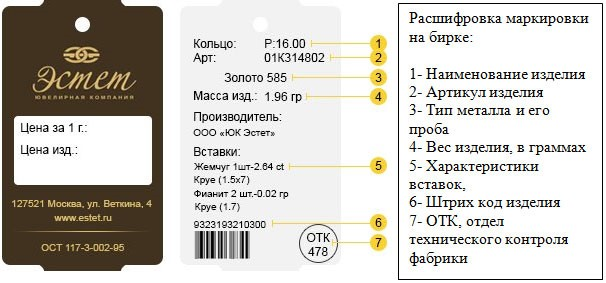 Эстет
ЮВЕЛИРНАЯ КОМПАНИЯ
Цена за 1 г.:
Цена изд.:
127521 Москва, ул. Веткина, 4
www.estet.ru
ОСТ 117-3-002-95
Кольцо: Р:16.00 1
Арт: 01К314802 2
Золото 585 3
Масса изд.: 1.96 гр 4
Производитель:
ООО «ЮК Эстет»
Вставки:
Жемчуг 1шт-2.64 ct 5
Круе (1.5х7)
Фианит 2 шт.-0.02 гр
Круе (1.7)
9323193210300 6
ОТК 7
478
Расшифровка маркировки
на бирке:
1- Наименование изделия
2- Артикул изделия
3- Тип металла и его
проба
4- Вес изделия, в граммах
5- Характеристики
вставок,
6- Штрих код изделия
7- ОТК, отдел
технического контроля
фабрики